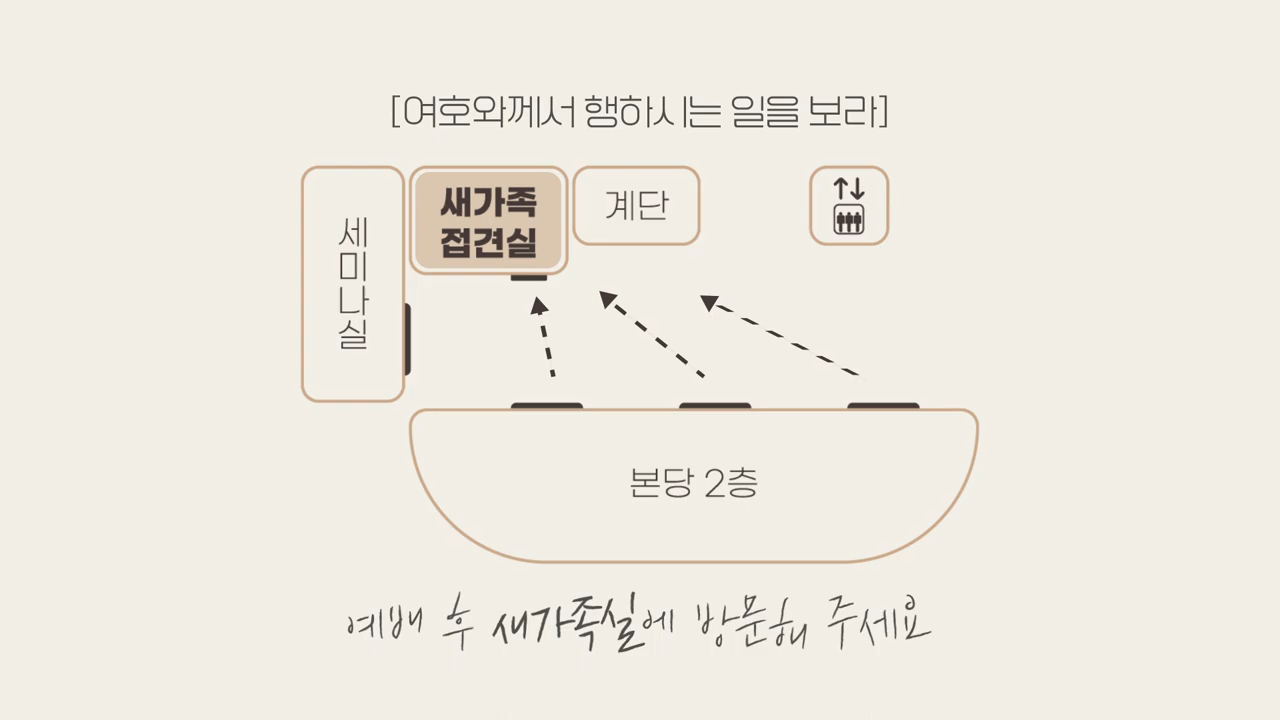 [여호와께서 행하시는 일을 보라]
세미나실
새가족
접견실
계단
본당 2층
예배 후 새가족실에 방문해 주세요